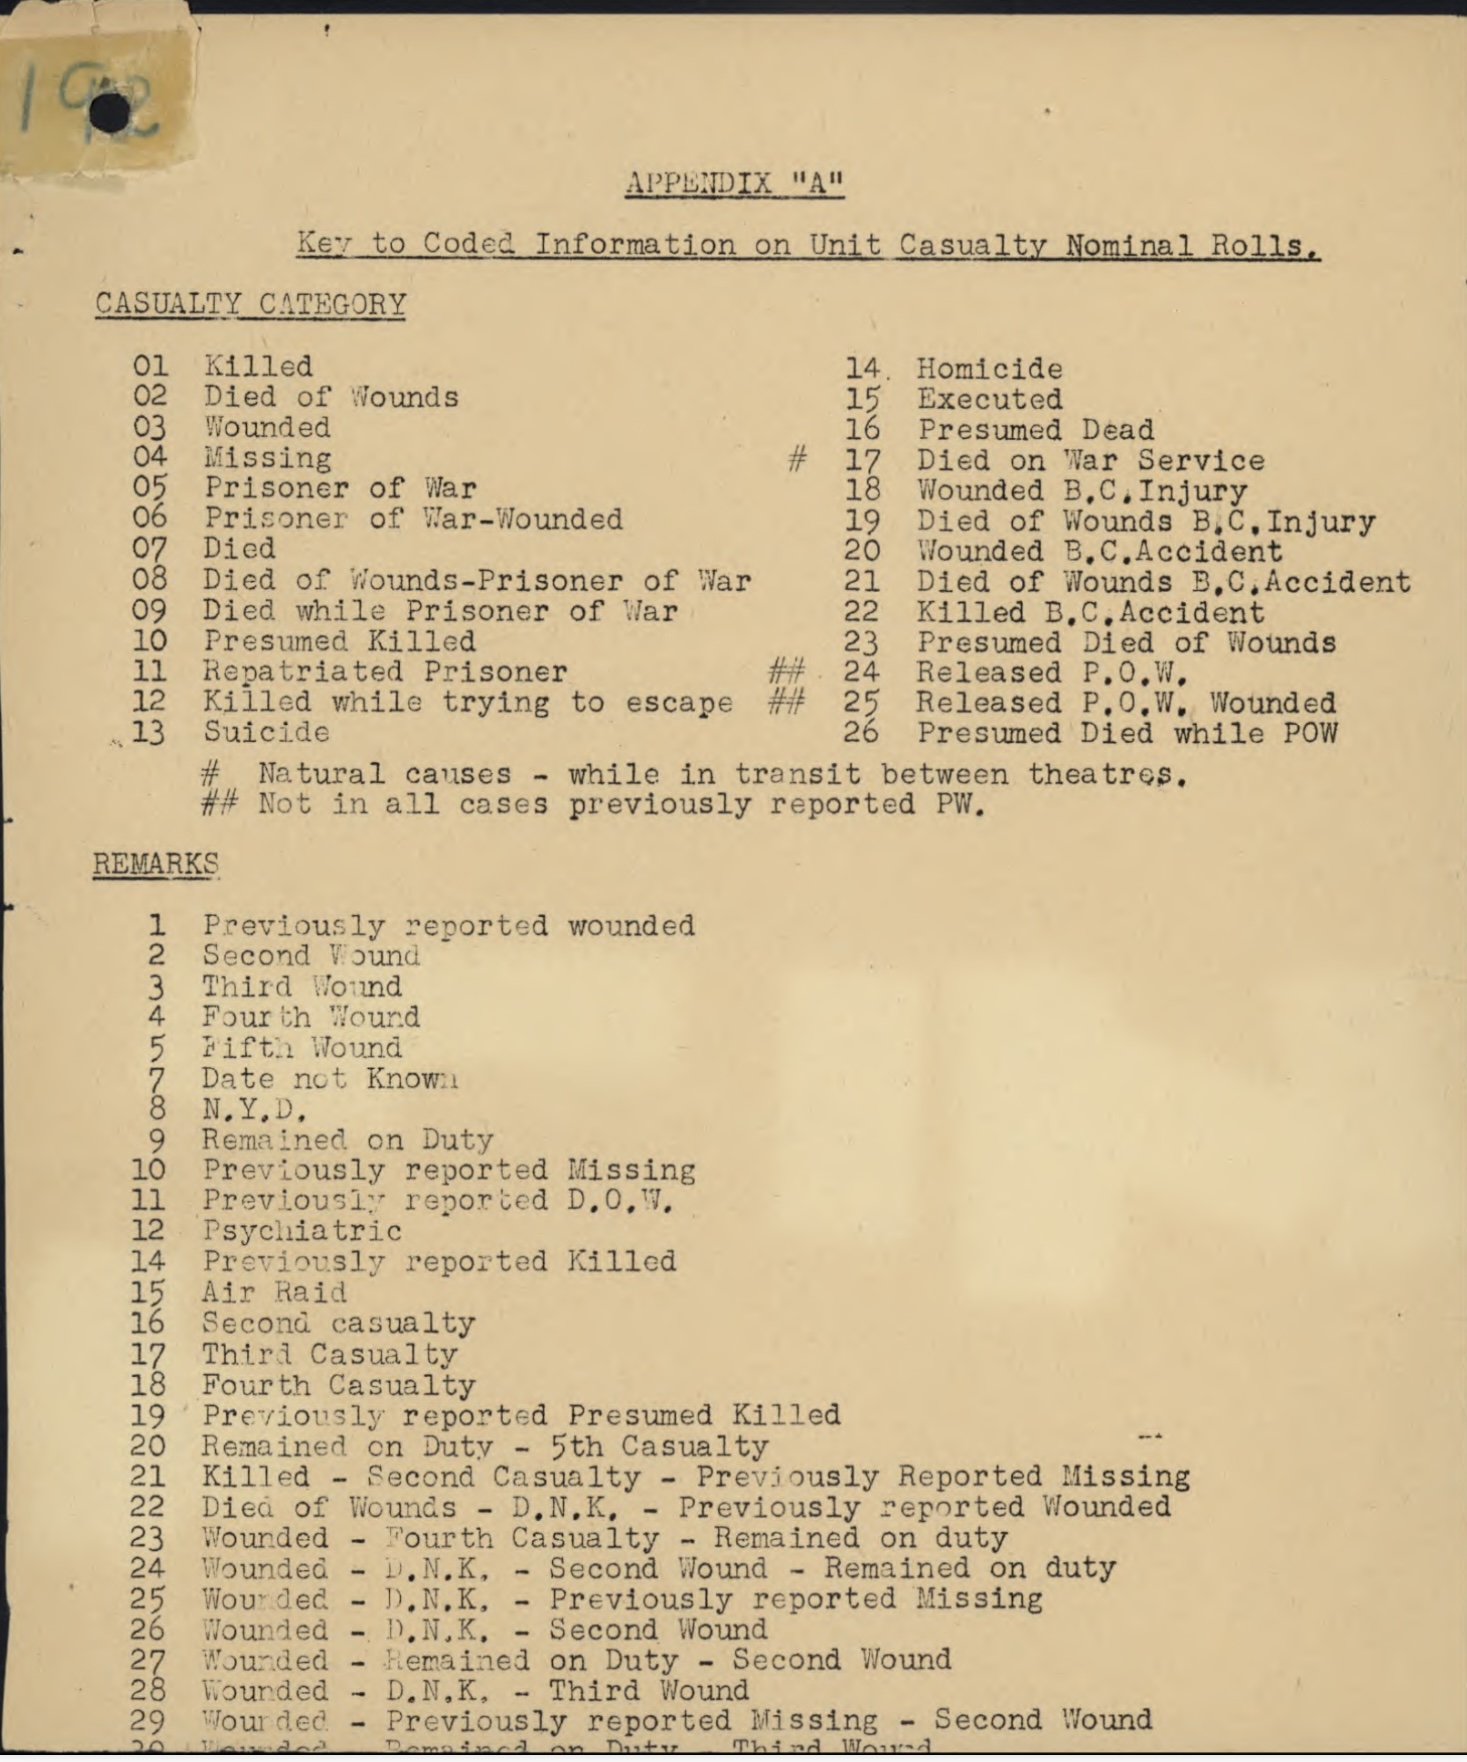 192
APPENDIX "A"
Key to Coded Information on Unit Casualty Nominal Rolls.
CASUALTY CATEGORY
01 Killed
02 Died of Wounds
03 Wounded
04 Missing
05 Prisoner of War
06 Prisoner of War-Wounded
07 Died
08 Died of Wounds-Prisoner of War
09 Died while Prisoner of War
10 Presumed Killed
11 Repatriated Prisoner
12 Killed while trying to escape
13 Suicide
14. Homicide
15 Executed
16 Presumed Dead
# 17 Died on War Service
18 Wounded B.C.Injury
19 Died of Wounds B.C.Injury
20 Wounded B.C.Accident
21 Died of Wounds B.C.Accident
22 Killed B.C.Accident
23 Presumed Died of Wounds
## 24 Released P.O.W.
## 25 Released P.O.W. Wounded
26 Presumed Died while POW
# Natural causes - while in transit between theatres.
## Not in all cases previously reported PW.
REMARKS
1 Previously reported wounded
2 Second Wound
3 Third Wound
4 Fourth Wound
5 Fifth Wound
7 Date not Known
8 N.Y.D.
9 Remained on Duty
10 Previously reported Missing
11 Previously reported D.O.W.
12 Psychiatric
14 Previously reported Killed
15 Air Raid
16 Second casualty
17 Third Casualty
18 Fourth Casualty
19 Previously reported Presumed Killed
20 Remained on Duty - 5th Casualty
21 Killed - Second Casualty - Previously Reported Missing
22 Died of Wounds - D.N.K. - Previously reported Wounded
23 Wounded - Fourth Casualty - Remained on duty
24 Wounded - D.N.K. - Second Wound - Remained on duty
25 Wounded - D.N.K. - Previously reported Missing
26 Wounded - D.N.K. - Second Wound
27 Wounded - Remained on Duty - Second Wound
28 Wounded - D.N.K. - Third Wound
29 Wounded - Previously reported Missing - Second Wound
30 Wounded - Remained on Duty - Third Wound